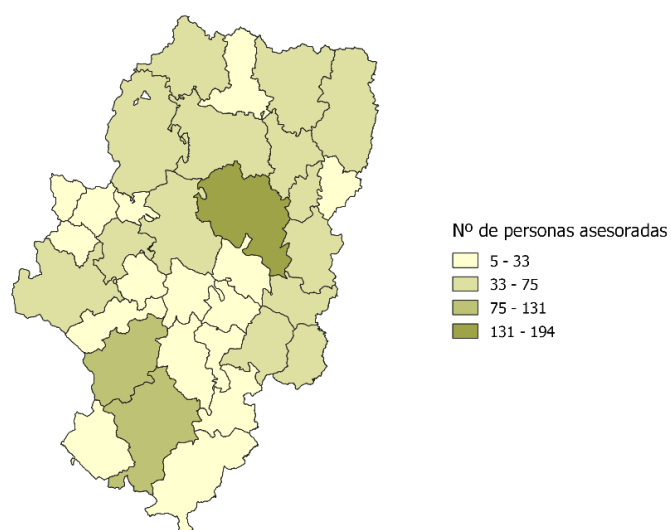 Nº de personas asesoradas
5 - 33
33 - 75
75 - 131
131 - 194